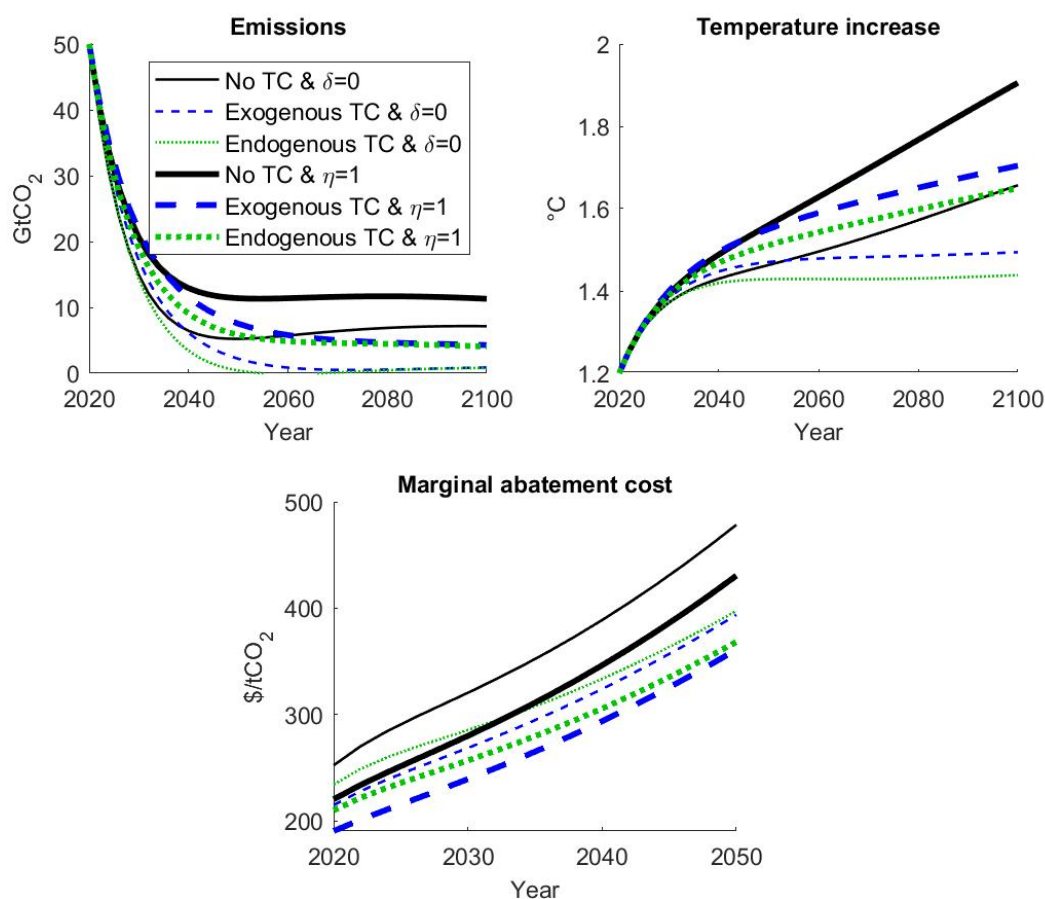 Emissions
50
40
30
20
10
0
GtCO₂
No TC & δ=0
Exogenous TC & δ=0
Endogenous TC & δ=0
No TC & η=1
Exogenous TC & η=1
Endogenous TC & η=1
2020 2040 2060 2080 2100
Year
Temperature increase
2
1.8
1.6
1.4
1.2
°C
2020 2040 2060 2080 2100
Year
Marginal abatement cost
500
400
300
200
$/tCO₂
2020 2030 2040 2050
Year